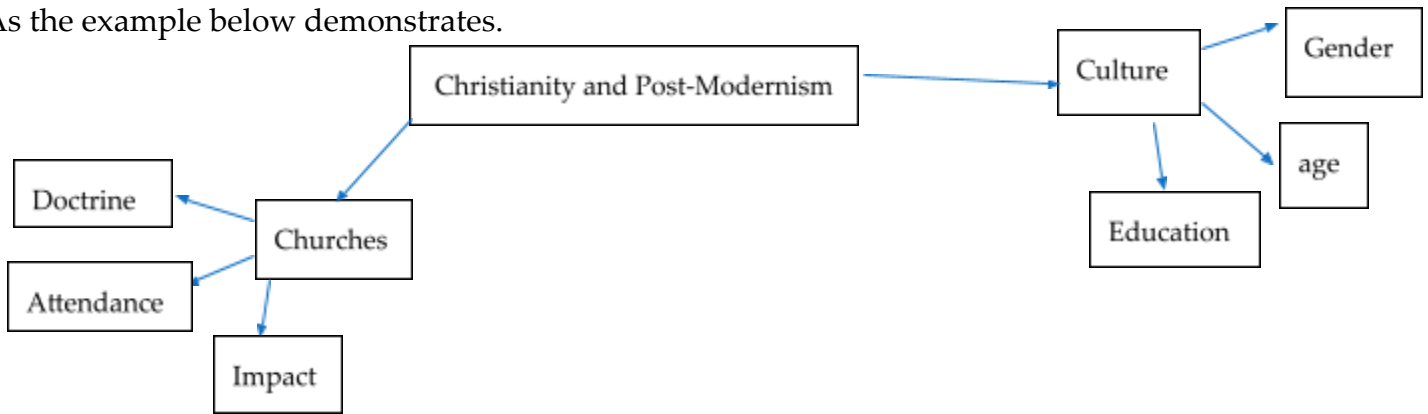 As the example below demonstrates.
Christianity and Post-Modernism
Culture
Gender
age
Education
Churches
Doctrine
Attendance
Impact